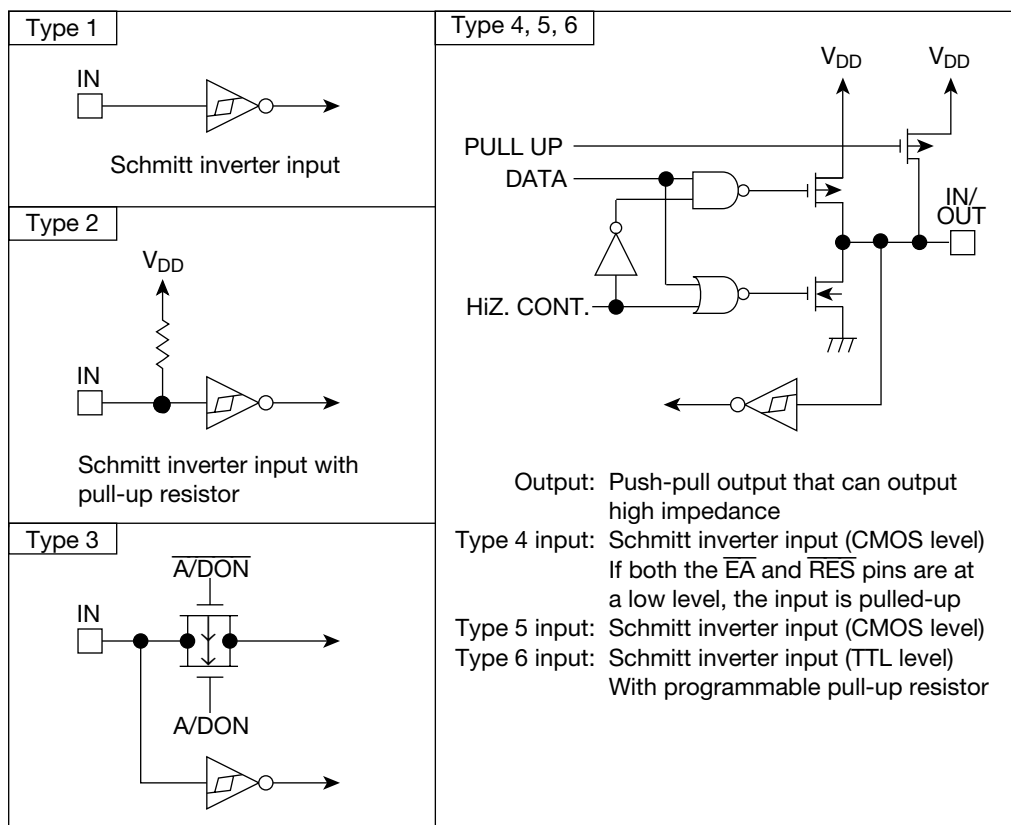 Type 1
IN
Schmitt inverter input
Type 2
VDD
IN
Schmitt inverter input with
pull-up resistor
Type 3
A/DON
IN
A/DON
Type 4, 5, 6
VDD VDD
PULL UP
DATA
IN/
OUT
HiZ. CONT.
Output: Push-pull output that can output
high impedance
Type 4 input: Schmitt inverter input (CMOS level)
If both the E̅A̅ and R̅E̅S̅ pins are at
a low level, the input is pulled-up
Type 5 input: Schmitt inverter input (CMOS level)
Type 6 input: Schmitt inverter input (TTL level)
With programmable pull-up resistor